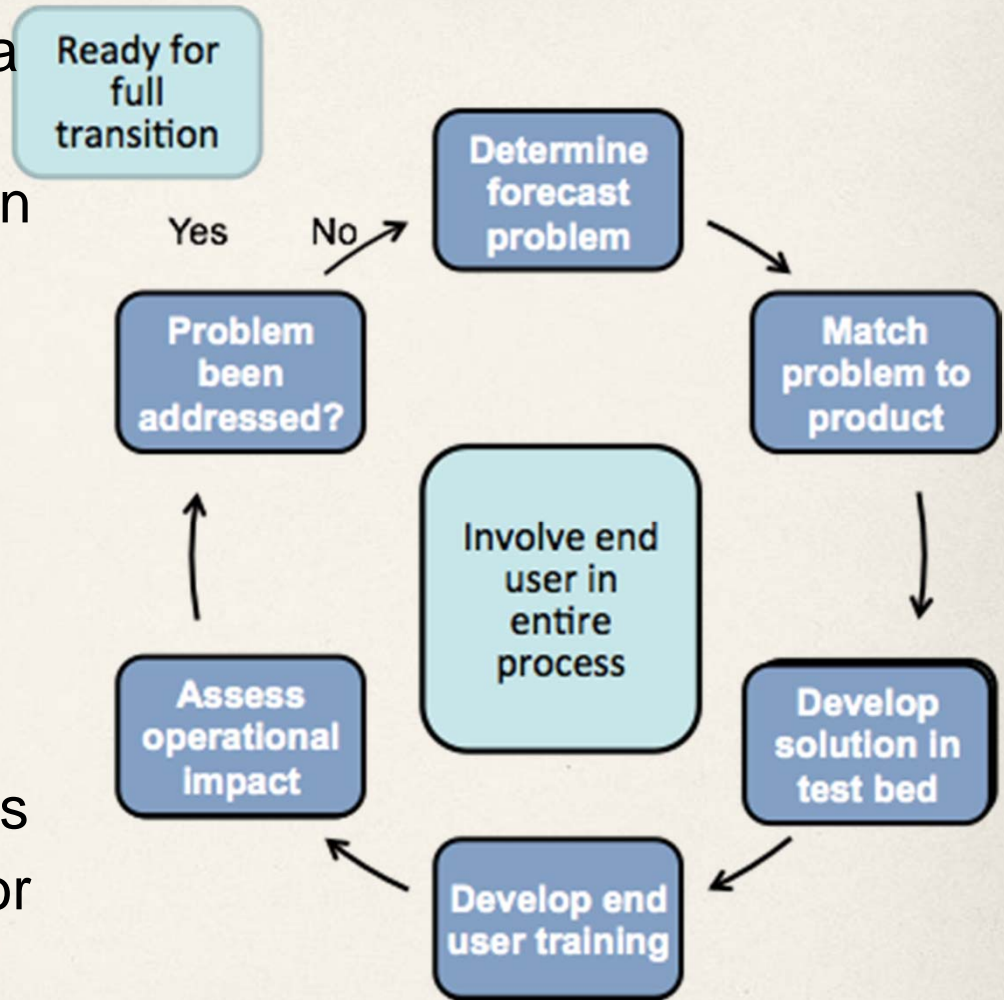 a
n
s
or
Ready for
full
transition
Yes
No
Determine
forecast
problem
Match
problem to
product
Develop
solution in
test bed
Develop end
user training
Assess
operational
impact
Problem
been
addressed?
Involve end
user in
entire
process